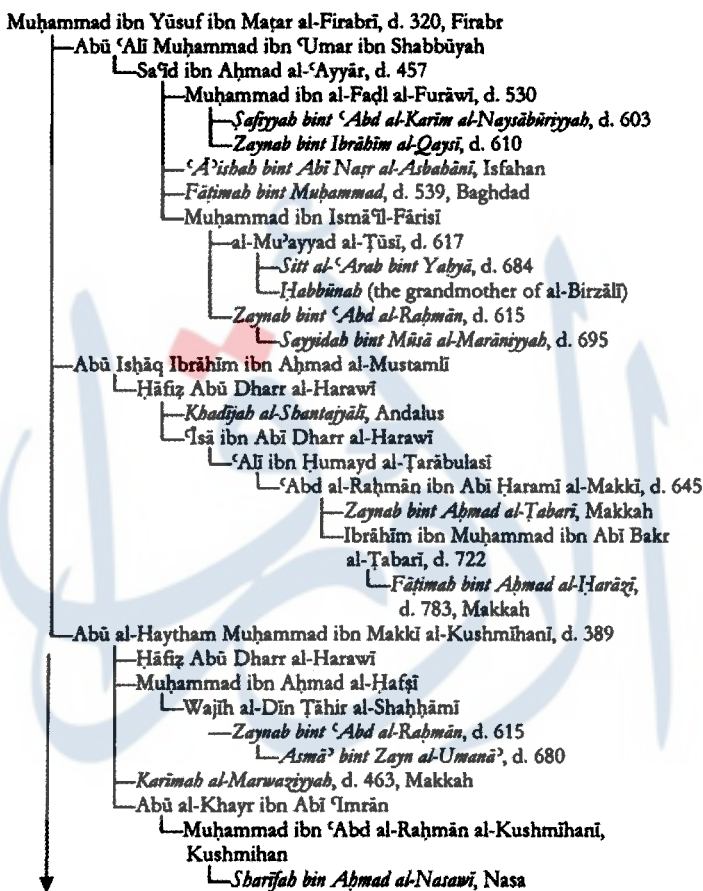 Muḥammad ibn Yūsuf ibn Maṭar al-Firabrī, d. 320, Firabr
Abū ʿAlī Muḥammad ibn ʿUmar ibn Shabbūyah
Saʿīd ibn Aḥmad al-ʿAyyār, d. 457
Muḥammad ibn al-Faḍl al-Furāwī, d. 530
Ṣafiyyah bint ʿAbd al-Karīm al-Naysābūriyyah, d. 603
Zaynab bint Ibrāhīm al-Qaysī, d. 610
ʿĀʾishah bint Abī Naṣr al-Asbahānī, Isfahan
Fāṭimah bint Muḥammad, d. 539, Baghdad
Muḥammad ibn Ismāʿīl-Fārisī
al-Muʾayyad al-Ṭūsī, d. 617
Sitt al-ʿArab bint Yaḥyā, d. 684
Ḥabbūnah (the grandmother of al-Birzālī)
Zaynab bint ʿAbd al-Raḥmān, d. 615
Sayyidah bint Mūsā al-Marāniyyah, d. 695
Abū Isḥāq Ibrāhīm ibn Aḥmad al-Mustamlī
Ḥāfiẓ Abū Dharr al-Harawī
Khadījah al-Shantajyālī, Andalus
ʿĪsā ibn Abī Dharr al-Harawī
ʿAlī ibn Ḥumayd al-Ṭarābulasī
ʿAbd al-Raḥmān ibn Abī Ḥaramī al-Makkī, d. 645
Zaynab bint Aḥmad al-Ṭabarī, Makkah
Ibrāhīm ibn Muḥammad ibn Abī Bakr
al-Ṭabarī, d. 722
Fāṭimah bint Aḥmad al-Ḥarāzī,
d. 783, Makkah
Abū al-Haytham Muḥammad ibn Makkī al-Kushmīhanī, d. 389
Ḥāfiẓ Abū Dharr al-Harawī
Muḥammad ibn Aḥmad al-Ḥafṣī
Wajīh al-Dīn Ṭāhir al-Shaḥḥāmī
Zaynab bint ʿAbd al-Raḥmān, d. 615
Asmāʾ bint Zayn al-Umanāʾ, d. 680
Karīmah al-Marwaziyyah, d. 463, Makkah
Abū al-Khayr ibn Abī ʿImrān
Muḥammad ibn ʿAbd al-Raḥmān al-Kushmīhanī,
Kushmihan
Sharīfah bin Aḥmad al-Nasawī, Nasa